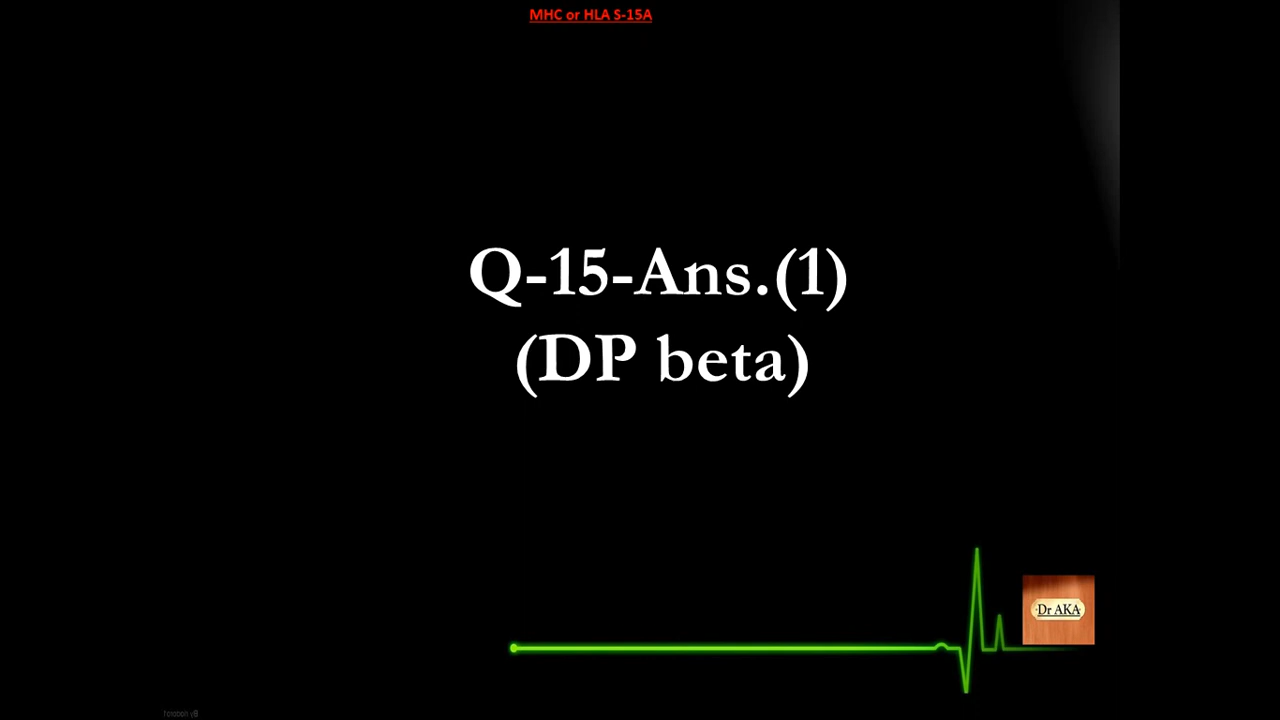 MHC or HLA S-15A
Q-15-Ans.(1)
(DP beta)
Dr AKA